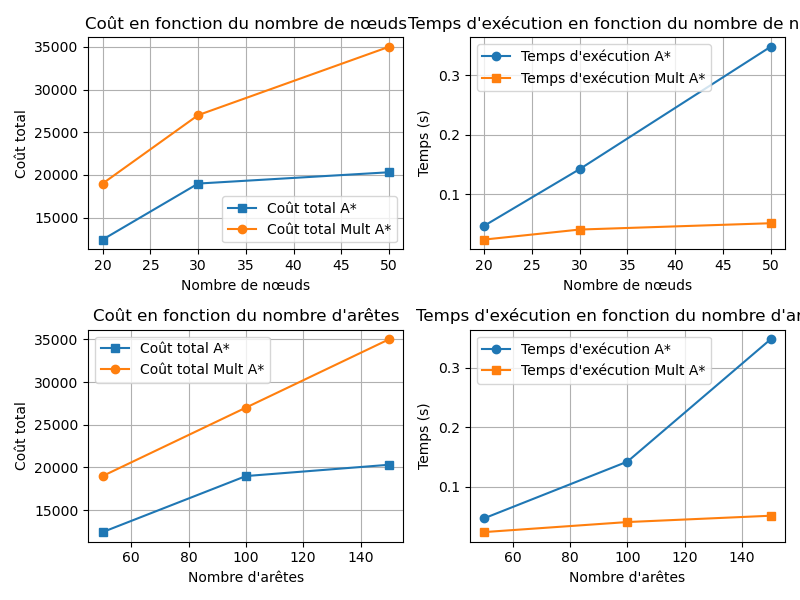 Coût en fonction du nombre de nœuds
Coût total
35000
30000
25000
20000
15000
Coût total A*
Coût total Mult A*
20 25 30 35 40 45 50
Nombre de nœuds
Temps d'exécution en fonction du nombre de n
Temps (s)
0.3
0.2
0.1
Temps d'exécution A*
Temps d'exécution Mult A*
20 25 30 35 40 45 50
Nombre de nœuds
Coût en fonction du nombre d'arêtes
Coût total
35000
30000
25000
20000
15000
Coût total A*
Coût total Mult A*
60 80 100 120 140
Nombre d'arêtes
Temps d'exécution en fonction du nombre d'ar
Temps (s)
0.3
0.2
0.1
Temps d'exécution A*
Temps d'exécution Mult A*
60 80 100 120 140
Nombre d'arêtes